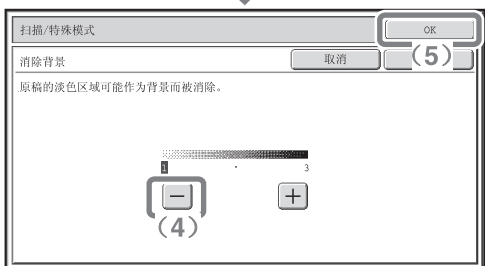 扫描/特殊模式
OK
消除背景
取消
(5)
原稿的淡色区域可能作为背景而被消除。
1 · 3
− +
(4)